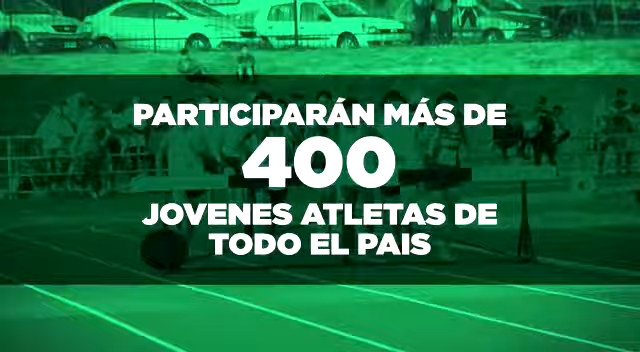 PARTICIPARÁN MÁS DE
400
JOVENES ATLETAS DE
TODO EL PAIS